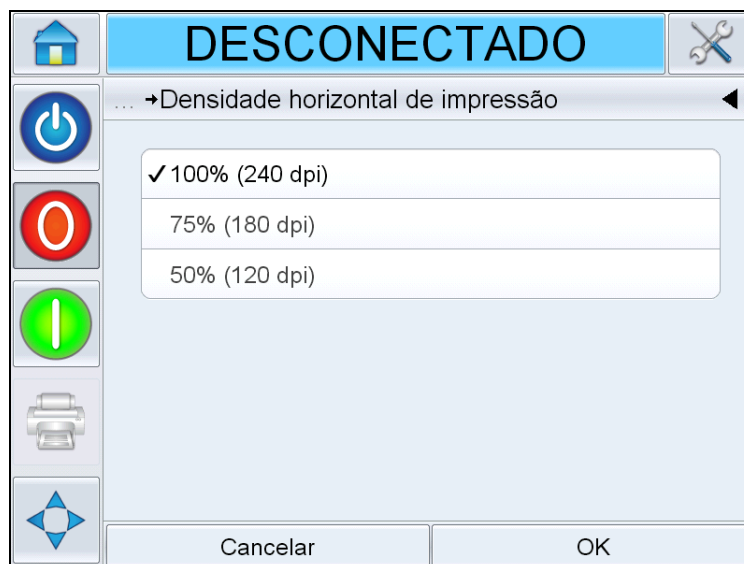 DESCONECTADO
... →Densidade horizontal de impressão
✓100% (240 dpi)
75% (180 dpi)
50% (120 dpi)
Cancelar OK